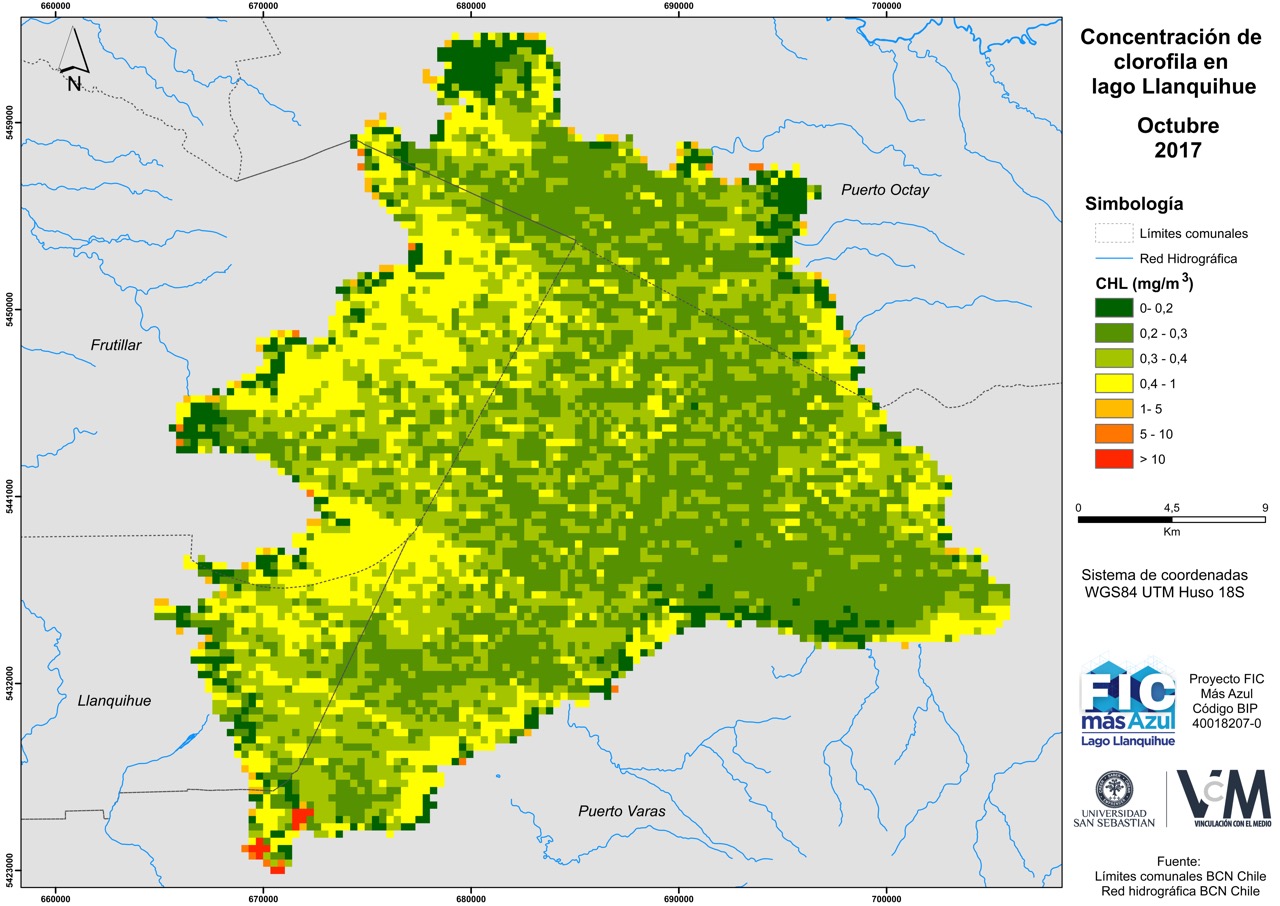 660000 670000 680000 690000 700000
Concentración de
clorofila en
lago Llanquihue
Octubre
2017
N
5459000
5450000
5441000
5432000
5423000
Puerto Octay
Frutillar
Llanquihue
Puerto Varas
Simbología
Límites comunales
Red Hidrográfica
CHL (mg/m3)
0- 0,2
0,2 - 0,3
0,3 - 0,4
0,4 - 1
1- 5
5 - 10
> 10
0 4,5 9
Km
Sistema de coordenadas
WGS84 UTM Huso 18S
FIC
másAzul
Lago Llanquihue
Proyecto FIC
Más Azul
Código BIP
40018207-0
UNIVERSIDAD
SAN SEBASTIAN
VcM
VINCULACIÓN CON EL MEDIO
Fuente:
Límites comunales BCN Chile
Red hidrográfica BCN Chile
660000 670000 680000 690000 700000